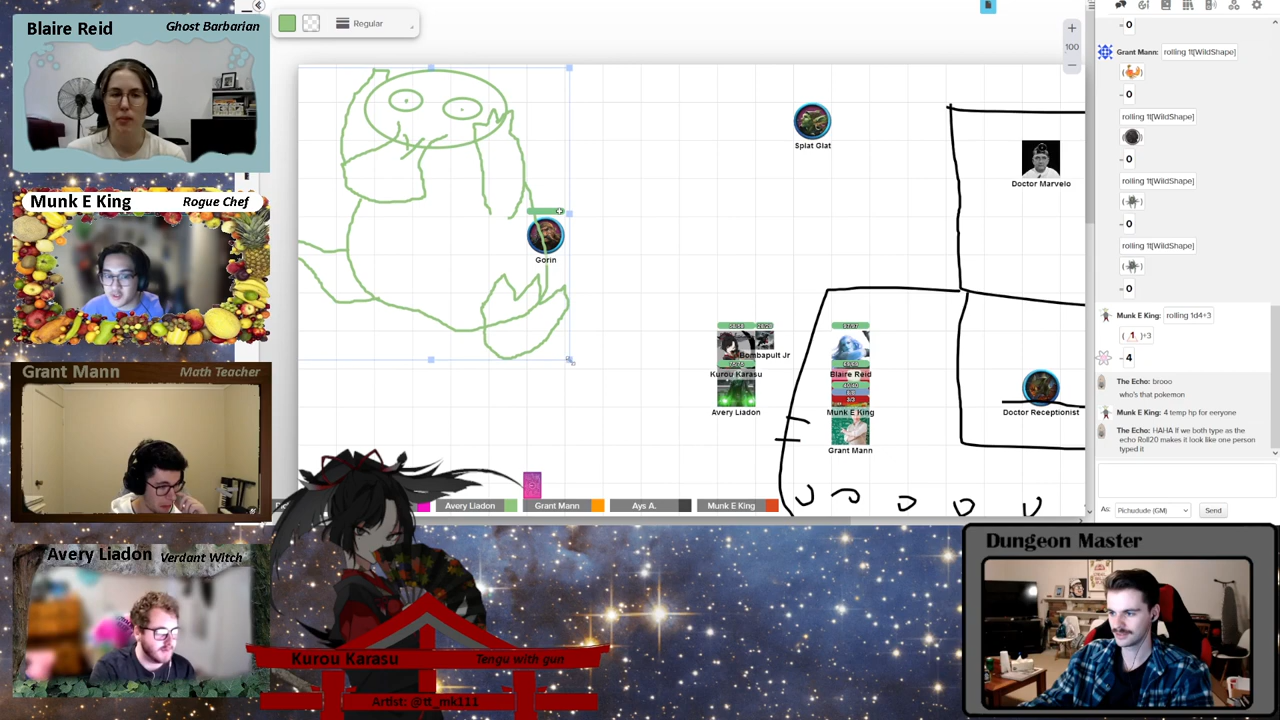 Blaire Reid
Ghost Barbarian
Munk E King
Rogue Chef
Grant Mann
Math Teacher
Avery Liadon
Verdant Witch
Regular
100
Splat Glat
Doctor Marvelo
Gorin
Kurou Karasu
Bombapult Jr
Avery Liadon
Blaire Reid
Munk E King
Grant Mann
Doctor Receptionist
Avery Liadon
Grant Mann
Ays A.
Munk E King
= 0
Grant Mann: rolling 1t[WildShape]
= 0
rolling 1t[WildShape]
= 0
rolling 1t[WildShape]
= 0
rolling 1t[WildShape]
= 0
Munk E King: rolling 1d4+3
(1)+3
= 4
The Echo: brooo
who's that pokemon
Munk E King: 4 temp hp for eeryone
The Echo: HAHA If we both type as the
echo Roll20 makes it look like one person
typed it
As: Pichudude (GM)
Send
Dungeon Master
Kurou Karasu
Tengu with gun
Artist: @tt_mk111